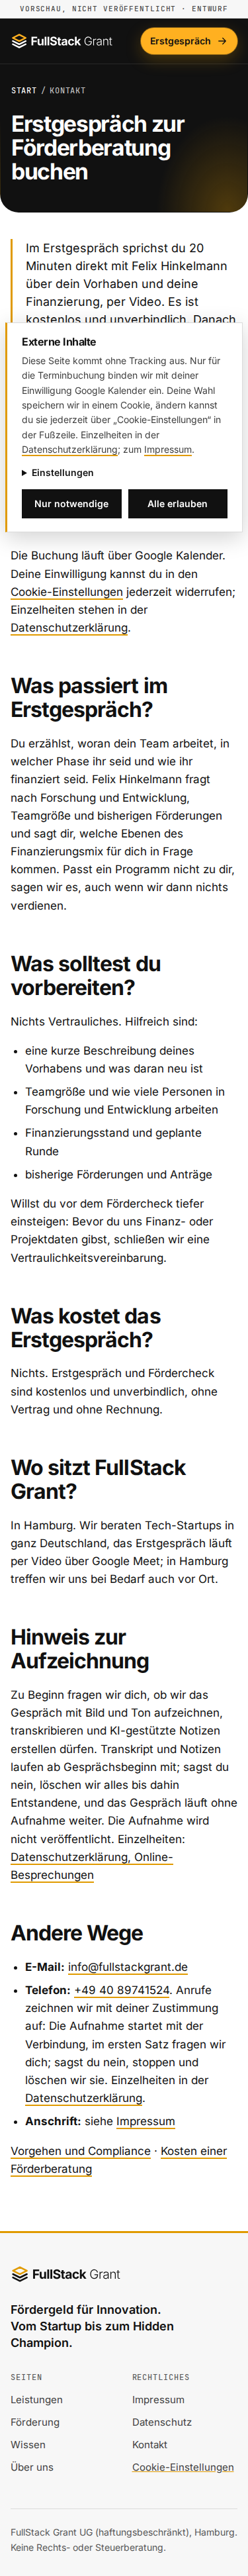 VORSCHAU, NICHT VERÖFFENTLICHT · ENTWURF
FullStack Grant
Erstgespräch →
START / KONTAKT
Erstgespräch zur
Förderberatung
buchen
Im Erstgespräch sprichst du 20
Minuten direkt mit Felix Hinkelmann
über dein Vorhaben und deine
Finanzierung, per Video. Es ist
kostenlos und unverbindlich. Danach
Externe Inhalte
Diese Seite kommt ohne Tracking aus. Nur für
die Terminbuchung binden wir mit deiner
Einwilligung Google Kalender ein. Deine Wahl
speichern wir in einem Cookie, ändern kannst
du sie jederzeit über „Cookie-Einstellungen“ in
der Fußzeile. Einzelheiten in der
Datenschutzerklärung; zum Impressum.
▶ Einstellungen
Nur notwendige
Alle erlauben
Die Buchung läuft über Google Kalender.
Deine Einwilligung kannst du in den
Cookie-Einstellungen jederzeit widerrufen;
Einzelheiten stehen in der
Datenschutzerklärung.
Was passiert im
Erstgespräch?
Du erzählst, woran dein Team arbeitet, in
welcher Phase ihr seid und wie ihr
finanziert seid. Felix Hinkelmann fragt
nach Forschung und Entwicklung,
Teamgröße und bisherigen Förderungen
und sagt dir, welche Ebenen des
Finanzierungsmix für dich in Frage
kommen. Passt ein Programm nicht zu dir,
sagen wir es, auch wenn wir dann nichts
verdienen.
Was solltest du
vorbereiten?
Nichts Vertrauliches. Hilfreich sind:
• eine kurze Beschreibung deines
Vorhabens und was daran neu ist
• Teamgröße und wie viele Personen in
Forschung und Entwicklung arbeiten
• Finanzierungsstand und geplante
Runde
• bisherige Förderungen und Anträge
Willst du vor dem Fördercheck tiefer
einsteigen: Bevor du uns Finanz- oder
Projektdaten gibst, schließen wir eine
Vertraulichkeitsvereinbarung.
Was kostet das
Erstgespräch?
Nichts. Erstgespräch und Fördercheck
sind kostenlos und unverbindlich, ohne
Vertrag und ohne Rechnung.
Wo sitzt FullStack
Grant?
In Hamburg. Wir beraten Tech-Startups in
ganz Deutschland, das Erstgespräch läuft
per Video über Google Meet; in Hamburg
treffen wir uns bei Bedarf auch vor Ort.
Hinweis zur
Aufzeichnung
Zu Beginn fragen wir dich, ob wir das
Gespräch mit Bild und Ton aufzeichnen,
transkribieren und KI-gestützte Notizen
erstellen dürfen. Transkript und Notizen
laufen ab Gesprächsbeginn mit; sagst du
nein, löschen wir alles bis dahin
Entstandene, und das Gespräch läuft ohne
Aufnahme weiter. Die Aufnahme wird
nicht veröffentlicht. Einzelheiten:
Datenschutzerklärung, Online-
Besprechungen
Andere Wege
• E-Mail: info@fullstackgrant.de
• Telefon: +49 40 89741524. Anrufe
zeichnen wir mit deiner Zustimmung
auf: Die Aufnahme startet mit der
Verbindung, im ersten Satz fragen wir
dich; sagst du nein, stoppen und
löschen wir sie. Einzelheiten in der
Datenschutzerklärung.
• Anschrift: siehe Impressum
Vorgehen und Compliance · Kosten einer
Förderberatung
FullStack Grant
Fördergeld für Innovation.
Vom Startup bis zum Hidden
Champion.
SEITEN
Leistungen
Förderung
Wissen
Über uns
RECHTLICHES
Impressum
Datenschutz
Kontakt
Cookie-Einstellungen
FullStack Grant UG (haftungsbeschränkt), Hamburg.
Keine Rechts- oder Steuerberatung.